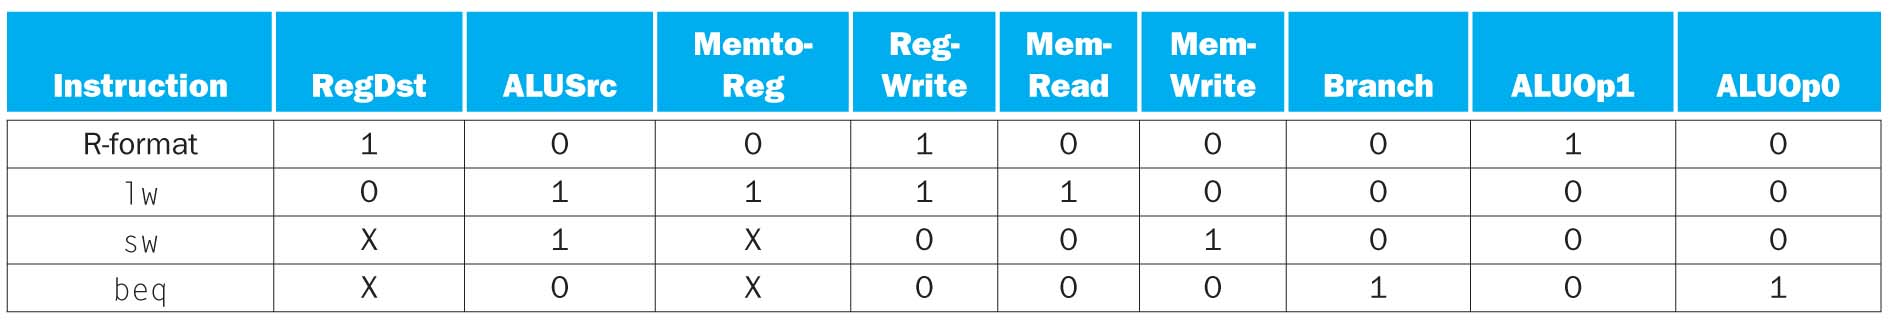 Instruction RegDst ALUSrc Memto-Reg Reg-Write Mem-Read Mem-Write Branch ALUOp1 ALUOp0
R-format 1 0 0 1 0 0 0 1 0
lw 0 1 1 1 1 0 0 0 0
sw X 1 X 0 0 1 0 0 0
beq X 0 X 0 0 0 1 0 1